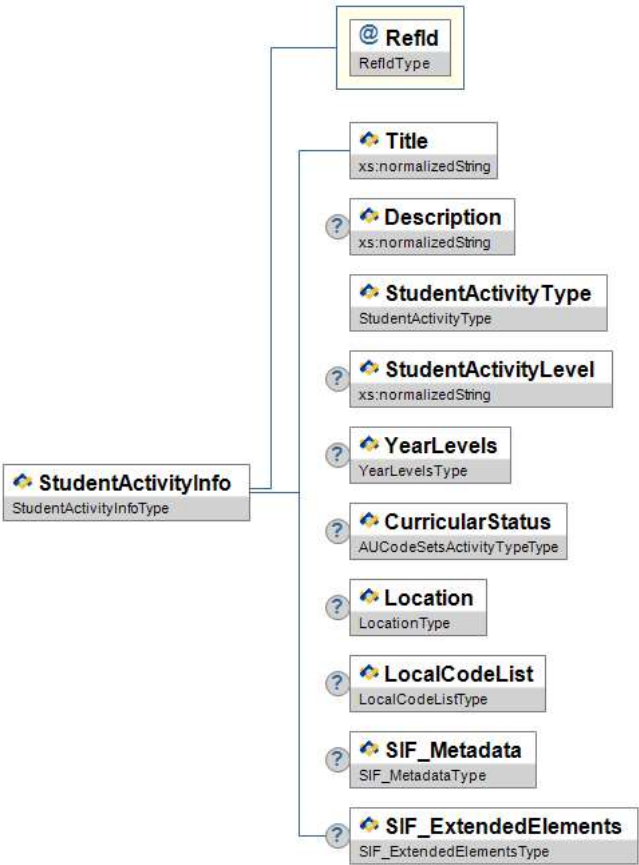 @ RefId
RefIdType
Title
xs:normalizedString
? Description
xs:normalizedString
StudentActivityType
StudentActivityType
? StudentActivityLevel
xs:normalizedString
? YearLevels
YearLevelsType
StudentActivityInfo
StudentActivityInfoType
? CurricularStatus
AUCodeSetsActivityTypeType
? Location
LocationType
? LocalCodeList
LocalCodeListType
? SIF_Metadata
SIF_MetadataType
? SIF_ExtendedElements
SIF_ExtendedElementsType